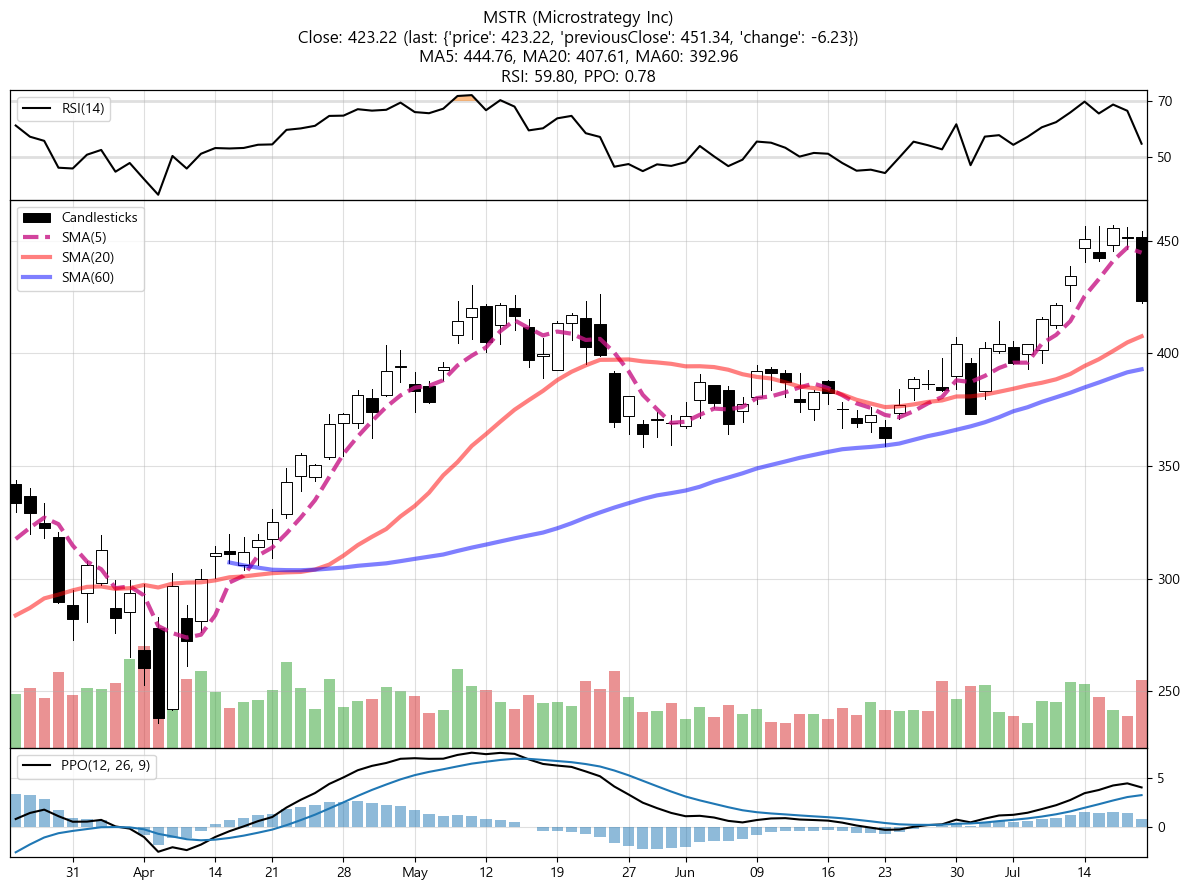 MSTR (Microstrategy Inc)
Close: 423.22 (last: {'price': 423.22, 'previousClose': 451.34, 'change': -6.23})
MA5: 444.76, MA20: 407.61, MA60: 392.96
RSI: 59.80, PPO: 0.78
RSI(14)
70
50
Candlesticks
SMA(5)
SMA(20)
SMA(60)
450
400
350
300
250
PPO(12, 26, 9)
5
0
31 Apr 14 21 28 May 12 19 27 Jun 09 16 23 30 Jul 14